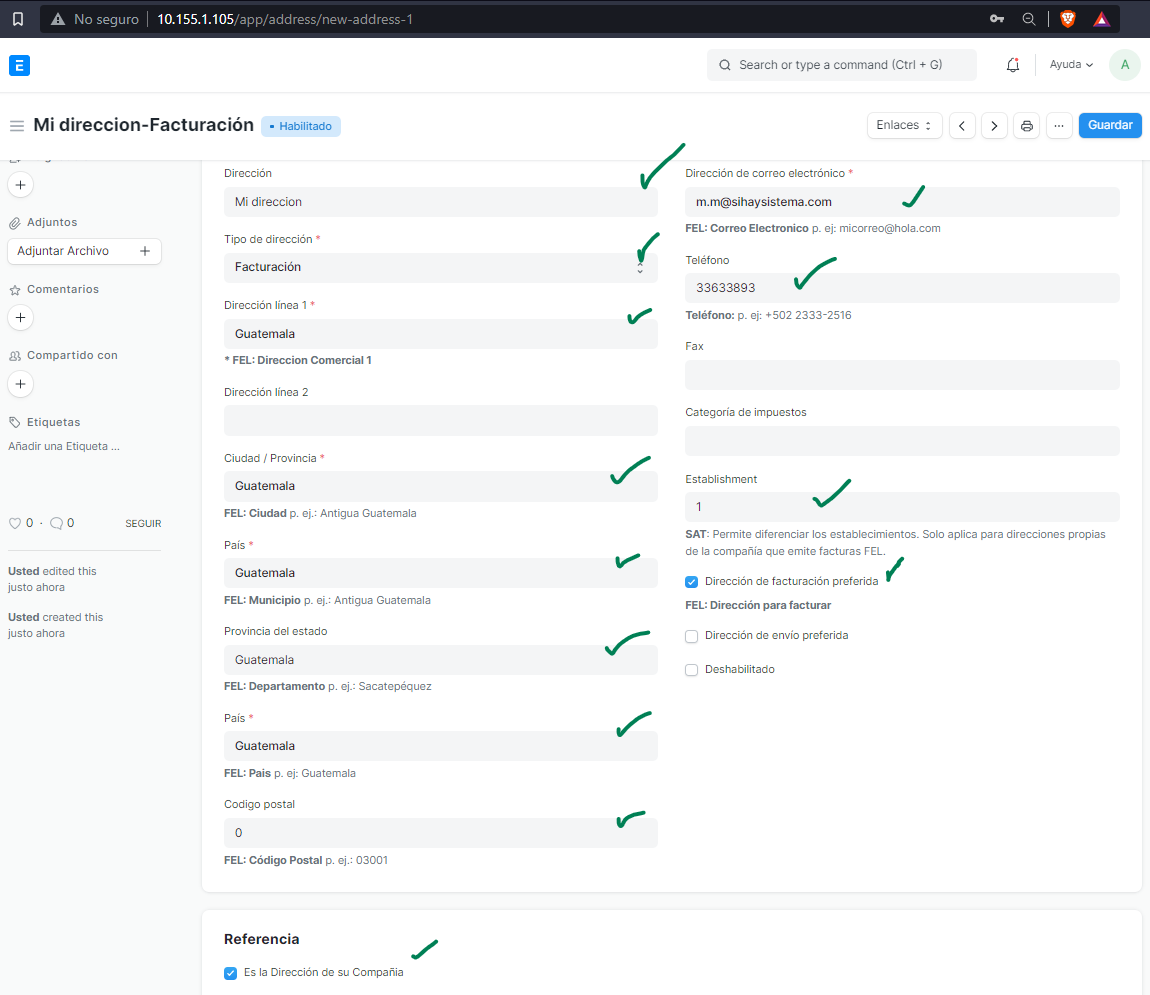 No seguro
10.155.1.105/app/address/new-address-1
E
Search or type a command (Ctrl + G)
Ayuda
A
Mi direccion-Facturación
Habilitado
Enlaces
Guardar
Adjuntos
Adjuntar Archivo
Comentarios
Compartido con
Etiquetas
Añadir una Etiqueta ...
0 · 0
SEGUIR
Usted edited this
justo ahora
Usted created this
justo ahora
Dirección
Mi direccion
Tipo de dirección *
Facturación
Dirección línea 1 *
Guatemala
* FEL: Direccion Comercial 1
Dirección línea 2
Ciudad / Provincia *
Guatemala
FEL: Ciudad p. ej.: Antigua Guatemala
País *
Guatemala
FEL: Municipio p. ej.: Antigua Guatemala
Provincia del estado
Guatemala
FEL: Departamento p. ej.: Sacatepéquez
País *
Guatemala
FEL: Pais p. ej: Guatemala
Codigo postal
0
FEL: Código Postal p. ej.: 03001
Dirección de correo electrónico *
m.m@sihaysistema.com
FEL: Correo Electronico p. ej: micorreo@hola.com
Teléfono
33633893
Teléfono: p. ej: +502 2333-2516
Fax
Categoría de impuestos
Establishment
1
SAT: Permite diferenciar los establecimientos. Solo aplica para direcciones propias
de la compañía que emite facturas FEL.
Dirección de facturación preferida
FEL: Dirección para facturar
Dirección de envío preferida
Deshabilitado
Referencia
Es la Dirección de su Compañia